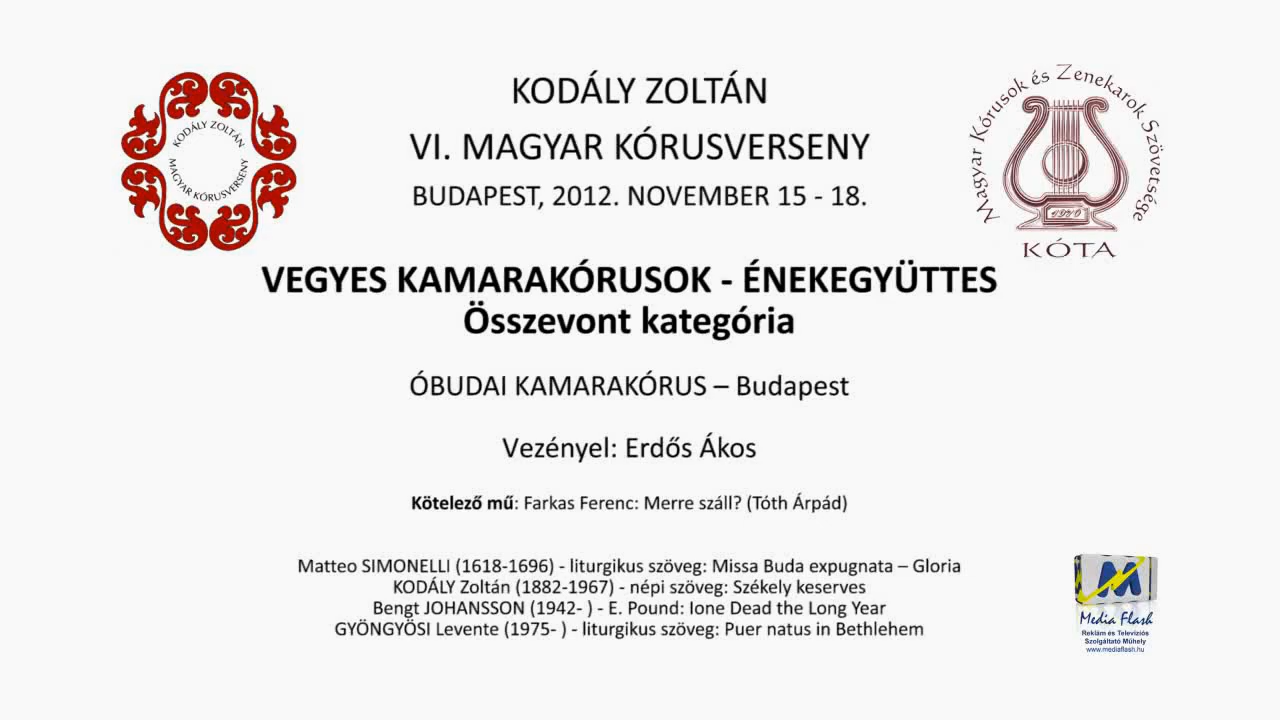 KODÁLY ZOLTÁN
VI. MAGYAR KÓRUSVERSENY
BUDAPEST, 2012. NOVEMBER 15 - 18.
KODÁLY ZOLTÁN
MAGYAR KÓRUSVERSENY
Magyar Kórusok és Zenekarok Szövetsége
1970
KÓTA
VEGYES KAMARAKÓRUSOK - ÉNEKEGYÜTTES
Összevont kategória
ÓBUDAI KAMARAKÓRUS – Budapest
Vezényel: Erdős Ákos
Kötelező mű: Farkas Ferenc: Merre száll? (Tóth Árpád)
Matteo SIMONELLI (1618-1696) - liturgikus szöveg: Missa Buda expugnata – Gloria
KODÁLY Zoltán (1882-1967) - népi szöveg: Székely keserves
Bengt JOHANSSON (1942- ) - E. Pound: Ione Dead the Long Year
GYÖNGYÖSI Levente (1975- ) - liturgikus szöveg: Puer natus in Bethlehem
M
Media Flash
Reklám és Televíziós
Szolgáltató Műhely
www.mediaflash.hu